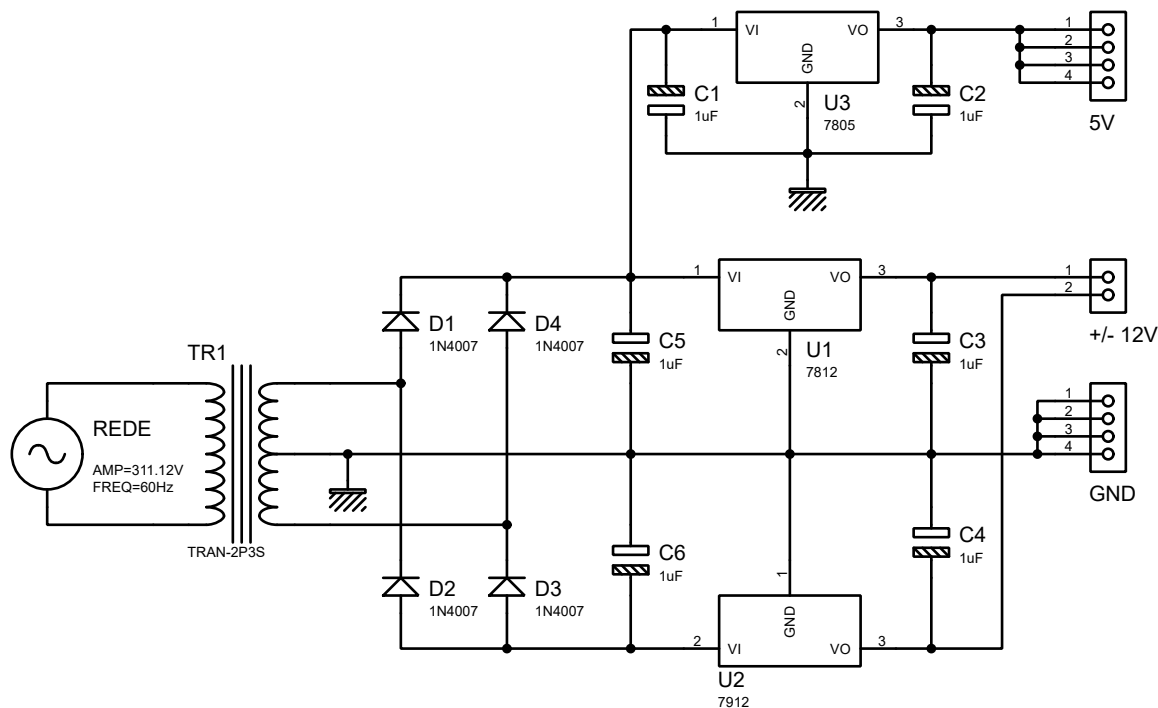 1
VI
VO
3
GND
2
U3
7805
C1
1uF
C2
1uF
1
2
3
4
5V
1
VI
VO
3
GND
2
U1
7812
D1
1N4007
D4
1N4007
C5
1uF
C3
1uF
1
2
+/- 12V
TR1
TRAN-2P3S
REDE
AMP=311.12V
FREQ=60Hz
1
2
3
4
GND
D2
1N4007
D3
1N4007
C6
1uF
C4
1uF
1
GND
2
VI
VO
3
U2
7912